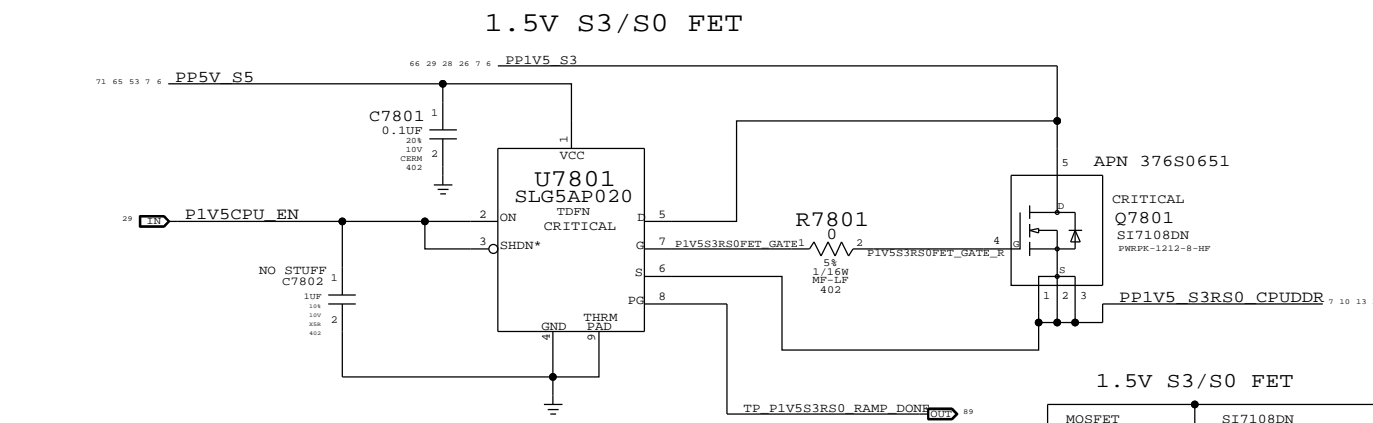 1.5V S3/S0 FET
66 29 28 26 7 6 PP1V5_S3
71 65 53 7 6 PP5V_S5
C7801 1
0.1UF
20%
10V
CERM
402
2
1
VCC
U7801
SLG5AP020
TDFN
CRITICAL
29 IN P1V5CPU_EN
2 ON
3 SHDN*
D 5
G 7 P1V5S3RS0FET_GATE
S 6
PG 8
GND
4
THRM
PAD
9
NO STUFF
C7802 1
1UF
10%
10V
X5R
402
2
R7801
0
1 2
5%
1/16W
MF-LF
402
P1V5S3RS0FET_GATE_R
4 G
5
D
S
1 2 3
APN 376S0651
CRITICAL
Q7801
SI7108DN
PWRPK-1212-8-HF
PP1V5_S3RS0_CPUDDR 7 10 13
TP_P1V5S3RS0_RAMP_DONE OUT 89
1.5V S3/S0 FET
MOSFET SI7108DN